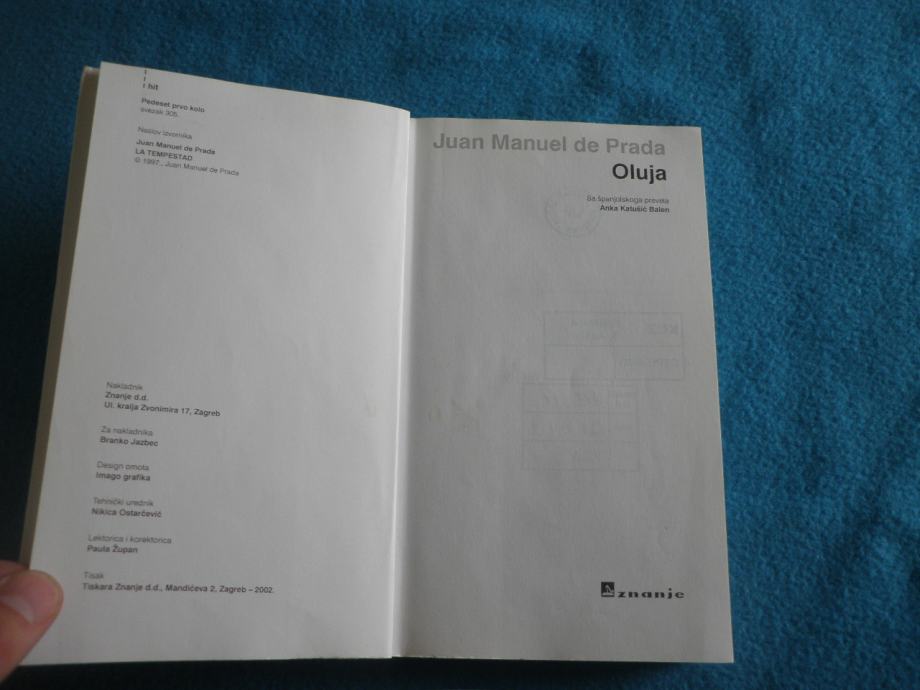 hit
Pedeset prvo kolo
svezak 305.
Naslov izvornika
Juan Manuel de Prada
LA TEMPESTAD
© 1997., Juan Manuel de Prada
Nakladnik
Znanje d.d.
Ul. kralja Zvonimira 17, Zagreb
Za nakladnika
Branko Jazbec
Design omota
Imago grafika
Tehnički urednik
Nikica Ostarčević
Lektorica i korektorica
Paula Župan
Tisak
Tiskara Znanje d.d., Mandićeva 2, Zagreb – 2002.
Juan Manuel de Prada
Oluja
Sa španjolskoga prevela
Anka Katušić Balen
znanje